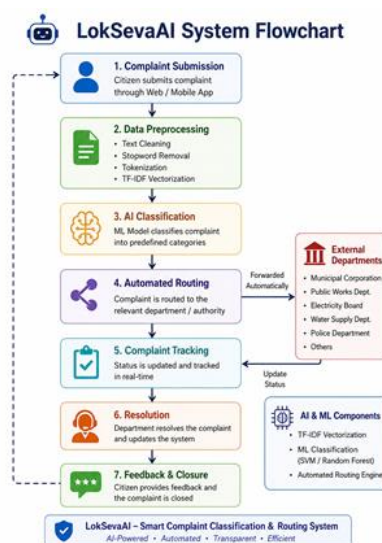 LokSevaAI System Flowchart
1. Complaint Submission
Citizen submits complaint
through Web / Mobile App
2. Data Preprocessing
• Text Cleaning
• Stopword Removal
• Tokenization
• TF-IDF Vectorization
3. AI Classification
ML Model classifies complaint
into predefined categories
4. Automated Routing
Complaint is routed to the
relevant department / authority
Forwarded
Automatically
External
Departments
• Municipal Corporation
• Public Works Dept.
• Electricity Board
• Water Supply Dept.
• Police Department
• Others
5. Complaint Tracking
Status is updated and tracked
in real-time
Update
Status
6. Resolution
Department resolves the complaint
and updates the system
7. Feedback & Closure
Citizen provides feedback and
the complaint is closed
AI & ML Components
• TF-IDF Vectorization
• ML Classification
(SVM / Random Forest)
• Automated Routing Engine
LokSevaAI – Smart Complaint Classification & Routing System
AI-Powered • Automated • Transparent • Efficient